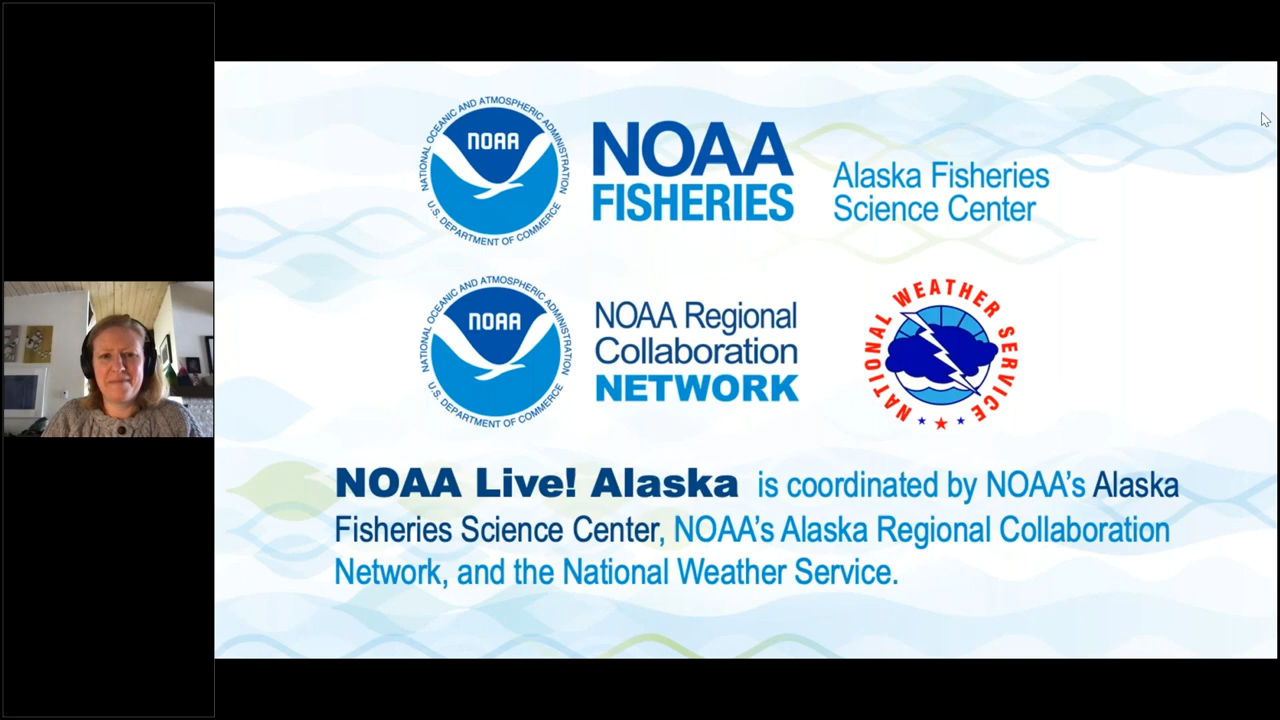 NATIONAL OCEANIC AND ATMOSPHERIC ADMINISTRATION
U.S. DEPARTMENT OF COMMERCE
NOAA
NOAA
FISHERIES
Alaska Fisheries
Science Center
NATIONAL OCEANIC AND ATMOSPHERIC ADMINISTRATION
U.S. DEPARTMENT OF COMMERCE
NOAA
NOAA Regional
Collaboration
NETWORK
NATIONAL WEATHER SERVICE
NOAA Live! Alaska is coordinated by NOAA's Alaska
Fisheries Science Center, NOAA's Alaska Regional Collaboration
Network, and the National Weather Service.